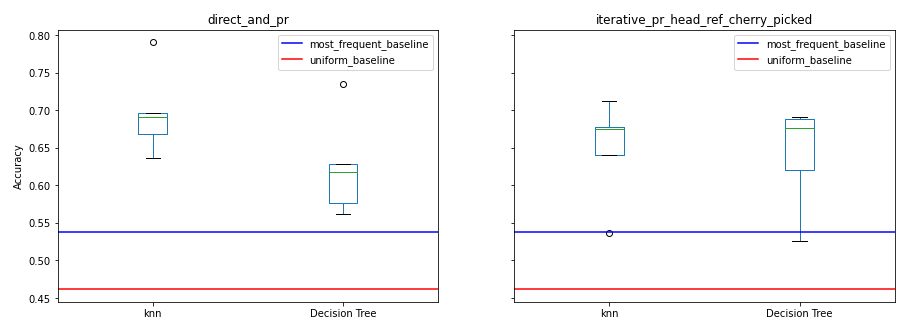 direct_and_pr
iterative_pr_head_ref_cherry_picked
most_frequent_baseline
uniform_baseline
most_frequent_baseline
uniform_baseline
Accuracy
0.80
0.75
0.70
0.65
0.60
0.55
0.50
0.45
knn
Decision Tree
knn
Decision Tree